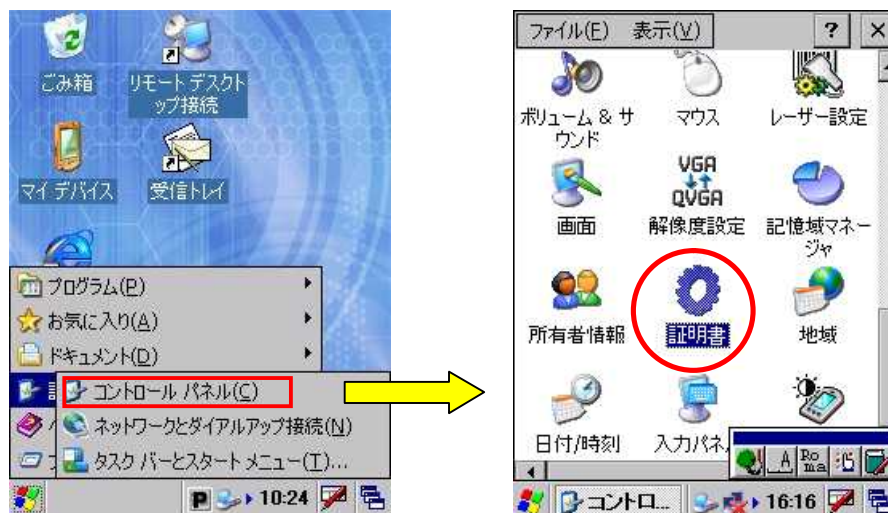 ごみ箱
リモート デスクト
ップ接続
マイ デバイス
受信トレイ
プログラム(P)
お気に入り(A)
ドキュメント(D)
コントロール パネル(C)
ネットワークとダイアルアップ接続(N)
タスク バーとスタート メニュー(T)...
P
10:24
ファイル(F) 表示(V)
? ×
ボリューム & サ
ウンド
マウス
レーザー設定
VGA
QVGA
画面
解像度設定
記憶域マネー
ジャ
所有者情報
証明書
地域
日付/時刻
入力パネ
A Ro
ma
コントロ...
16:16